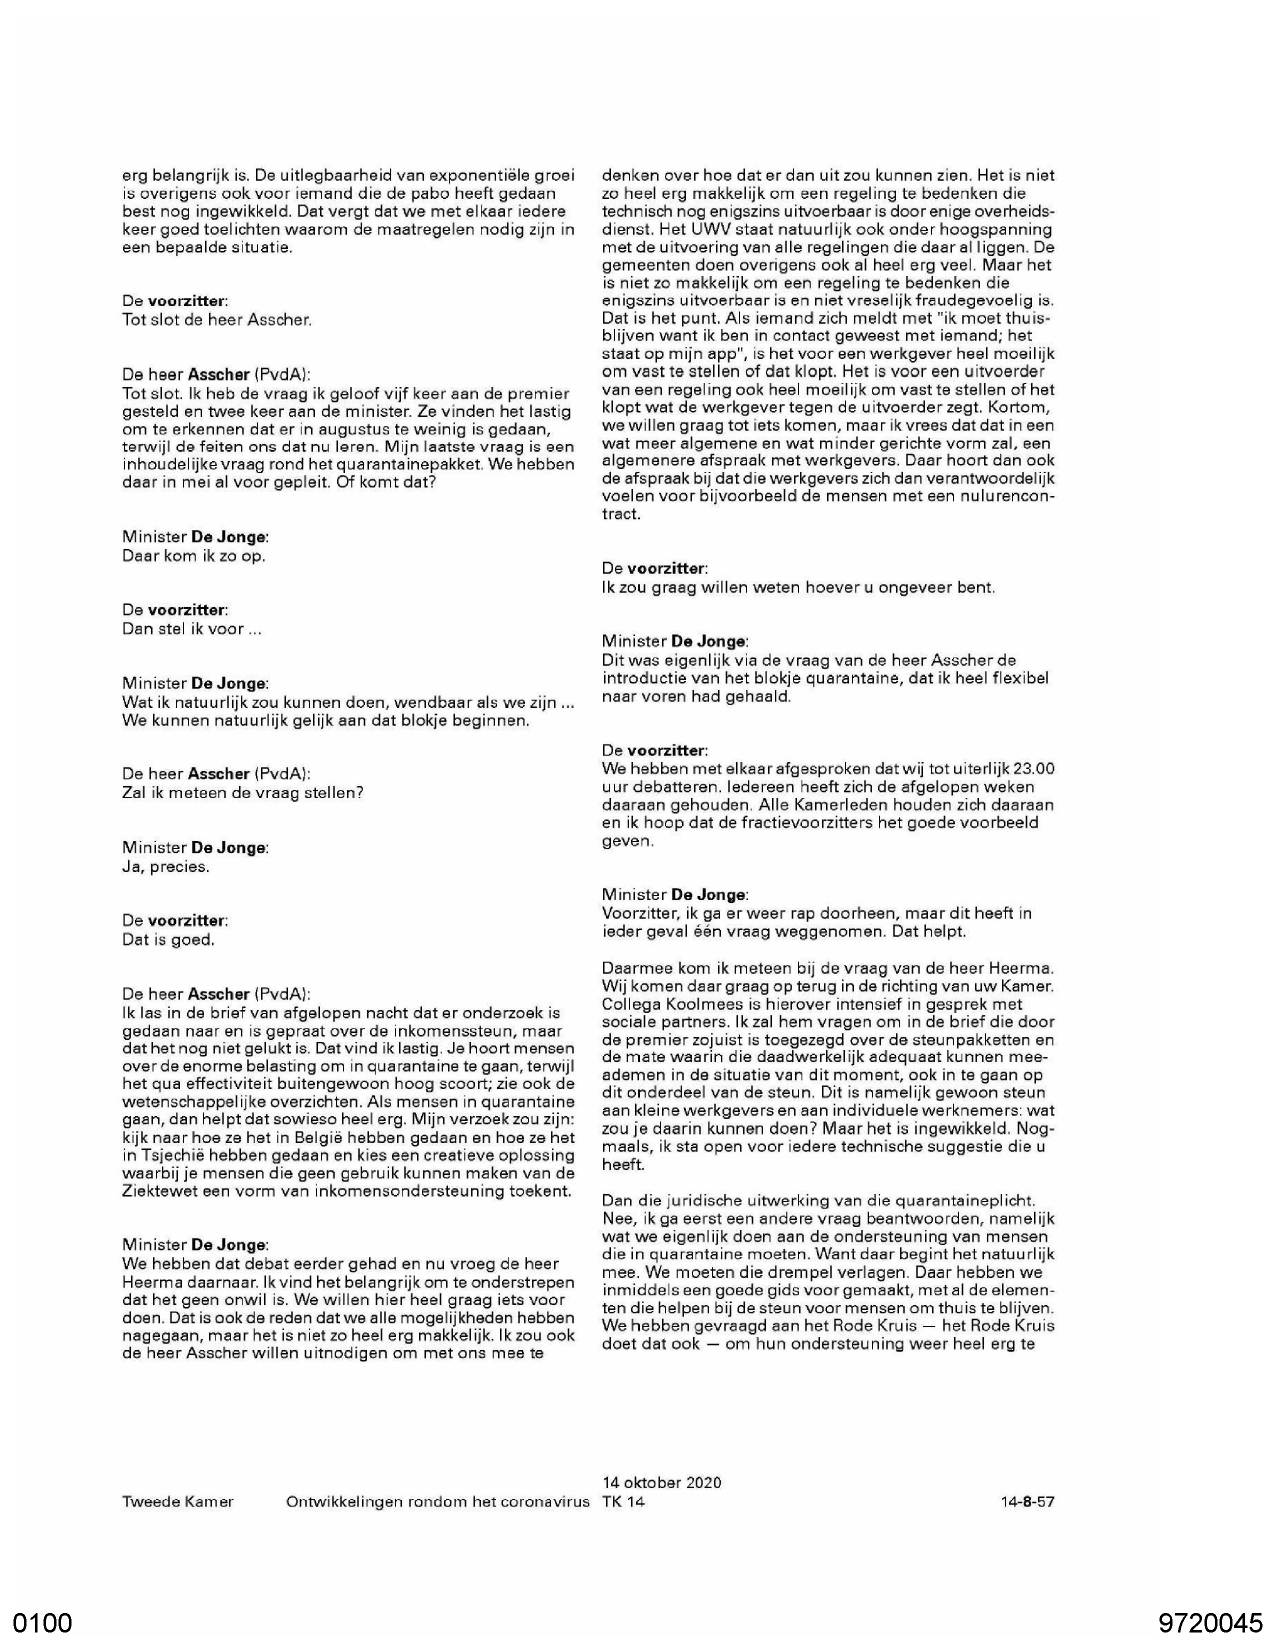 erg belangrijk is. De uitlegbaarheid van exponentiële groei
is overigens ook voor iemand die de pabo heeft gedaan
best nog ingewikkeld. Dat vergt dat we met elkaar iedere
keer goed toelichten waarom de maatregelen nodig zijn in
een bepaalde situatie.
De voorzitter:
Tot slot de heer Asscher.
De heer Asscher (PvdA):
Tot slot. Ik heb de vraag ik geloof vijf keer aan de premier
gesteld en twee keer aan de minister. Ze vinden het lastig
om te erkennen dat er in augustus te weinig is gedaan,
terwijl de feiten ons dat nu leren. Mijn laatste vraag is een
inhoudelijke vraag rond het quarantainepakket. We hebben
daar in mei al voor gepleit. Of komt dat?
Minister De Jonge:
Daar kom ik zo op.
De voorzitter:
Dan stel ik voor ...
Minister De Jonge:
Wat ik natuurlijk zou kunnen doen, wendbaar als we zijn ...
We kunnen natuurlijk gelijk aan dat blokje beginnen.
De heer Asscher (PvdA):
Zal ik meteen de vraag stellen?
Minister De Jonge:
Ja, precies.
De voorzitter:
Dat is goed.
De heer Asscher (PvdA):
Ik las in de brief van afgelopen nacht dat er onderzoek is
gedaan naar en is gepraat over de inkomenssteun, maar
dat het nog niet gelukt is. Dat vind ik lastig. Je hoort mensen
over de enorme belasting om in quarantaine te gaan, terwijl
het qua effectiviteit buitengewoon hoog scoort; zie ook de
wetenschappelijke overzichten. Als mensen in quarantaine
gaan, dan helpt dat sowieso heel erg. Mijn verzoek zou zijn:
kijk naar hoe ze het in België hebben gedaan en hoe ze het
in Tsjechië hebben gedaan en kies een creatieve oplossing
waarbij je mensen die geen gebruik kunnen maken van de
Ziektewet een vorm van inkomensondersteuning toekent.
Minister De Jonge:
We hebben dat debat eerder gehad en nu vroeg de heer
Heerma daarnaar. Ik vind het belangrijk om te onderstrepen
dat het geen onwil is. We willen hier heel graag iets voor
doen. Dat is ook de reden dat we alle mogelijkheden hebben
nagegaan, maar het is niet zo heel erg makkelijk. Ik zou ook
de heer Asscher willen uitnodigen om met ons mee te
denken over hoe dat er dan uit zou kunnen zien. Het is niet
zo heel erg makkelijk om een regeling te bedenken die
technisch nog enigszins uitvoerbaar is door enige overheids-
dienst. Het UWV staat natuurlijk ook onder hoogspanning
met de uitvoering van alle regelingen die daar al liggen. De
gemeenten doen overigens ook al heel erg veel. Maar het
is niet zo makkelijk om een regeling te bedenken die
enigszins uitvoerbaar is en niet vreselijk fraudegevoelig is.
Dat is het punt. Als iemand zich meldt met "ik moet thuis-
blijven want ik ben in contact geweest met iemand; het
staat op mijn app", is het voor een werkgever heel moeilijk
om vast te stellen of dat klopt. Het is voor een uitvoerder
van een regeling ook heel moeilijk om vast te stellen of het
klopt wat de werkgever tegen de uitvoerder zegt. Kortom,
we willen graag tot iets komen, maar ik vrees dat dat in een
wat meer algemene en wat minder gerichte vorm zal, een
algemenere afspraak met werkgevers. Daar hoort dan ook
de afspraak bij dat die werkgevers zich dan verantwoordelijk
voelen voor bijvoorbeeld de mensen met een nulurencon-
tract.
De voorzitter:
Ik zou graag willen weten hoever u ongeveer bent.
Minister De Jonge:
Dit was eigenlijk via de vraag van de heer Asscher de
introductie van het blokje quarantaine, dat ik heel flexibel
naar voren had gehaald.
De voorzitter:
We hebben met elkaar afgesproken dat wij tot uiterlijk 23.00
uur debatteren. Iedereen heeft zich de afgelopen weken
daaraan gehouden. Alle Kamerleden houden zich daaraan
en ik hoop dat de fractievoorzitters het goede voorbeeld
geven.
Minister De Jonge:
Voorzitter, ik ga er weer rap doorheen, maar dit heeft in
ieder geval één vraag weggenomen. Dat helpt.
Daarmee kom ik meteen bij de vraag van de heer Heerma.
Wij komen daar graag op terug in de richting van uw Kamer.
Collega Koolmees is hierover intensief in gesprek met
sociale partners. Ik zal hem vragen om in de brief die door
de premier zojuist is toegezegd over de steunpakketten en
de mate waarin die daadwerkelijk adequaat kunnen mee-
ademen in de situatie van dit moment, ook in te gaan op
dit onderdeel van de steun. Dit is namelijk gewoon steun
aan kleine werkgevers en aan individuele werknemers: wat
zou je daarin kunnen doen? Maar het is ingewikkeld. Nog-
maals, ik sta open voor iedere technische suggestie die u
heeft.
Dan die juridische uitwerking van die quarantaineplicht.
Nee, ik ga eerst een andere vraag beantwoorden, namelijk
wat we eigenlijk doen aan de ondersteuning van mensen
die in quarantaine moeten. Want daar begint het natuurlijk
mee. We moeten die drempel verlagen. Daar hebben we
inmiddels een goede gids voor gemaakt, met al de elemen-
ten die helpen bij de steun voor mensen om thuis te blijven.
We hebben gevraagd aan het Rode Kruis — het Rode Kruis
doet dat ook — om hun ondersteuning weer heel erg te
14 oktober 2020
Tweede Kamer Ontwikkelingen rondom het coronavirus TK 14 14-8-57
0100 9720045